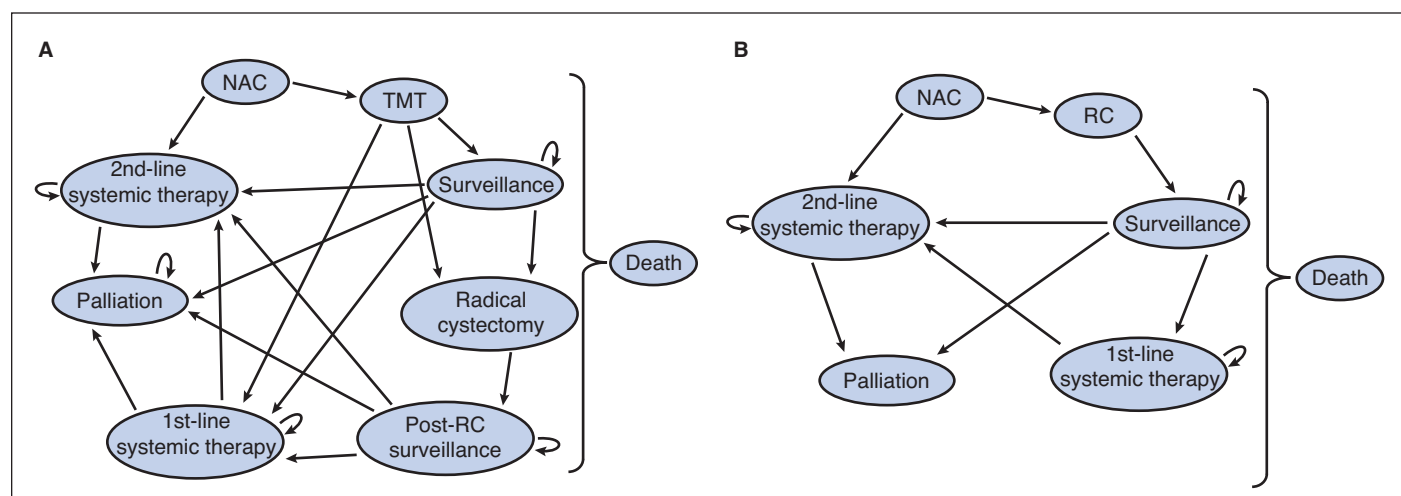 A
NAC
TMT
2nd-line
systemic therapy
Surveillance
Palliation
Radical
cystectomy
1st-line
systemic therapy
Post-RC
surveillance
Death
B
NAC
RC
2nd-line
systemic therapy
Surveillance
Palliation
1st-line
systemic therapy
Death